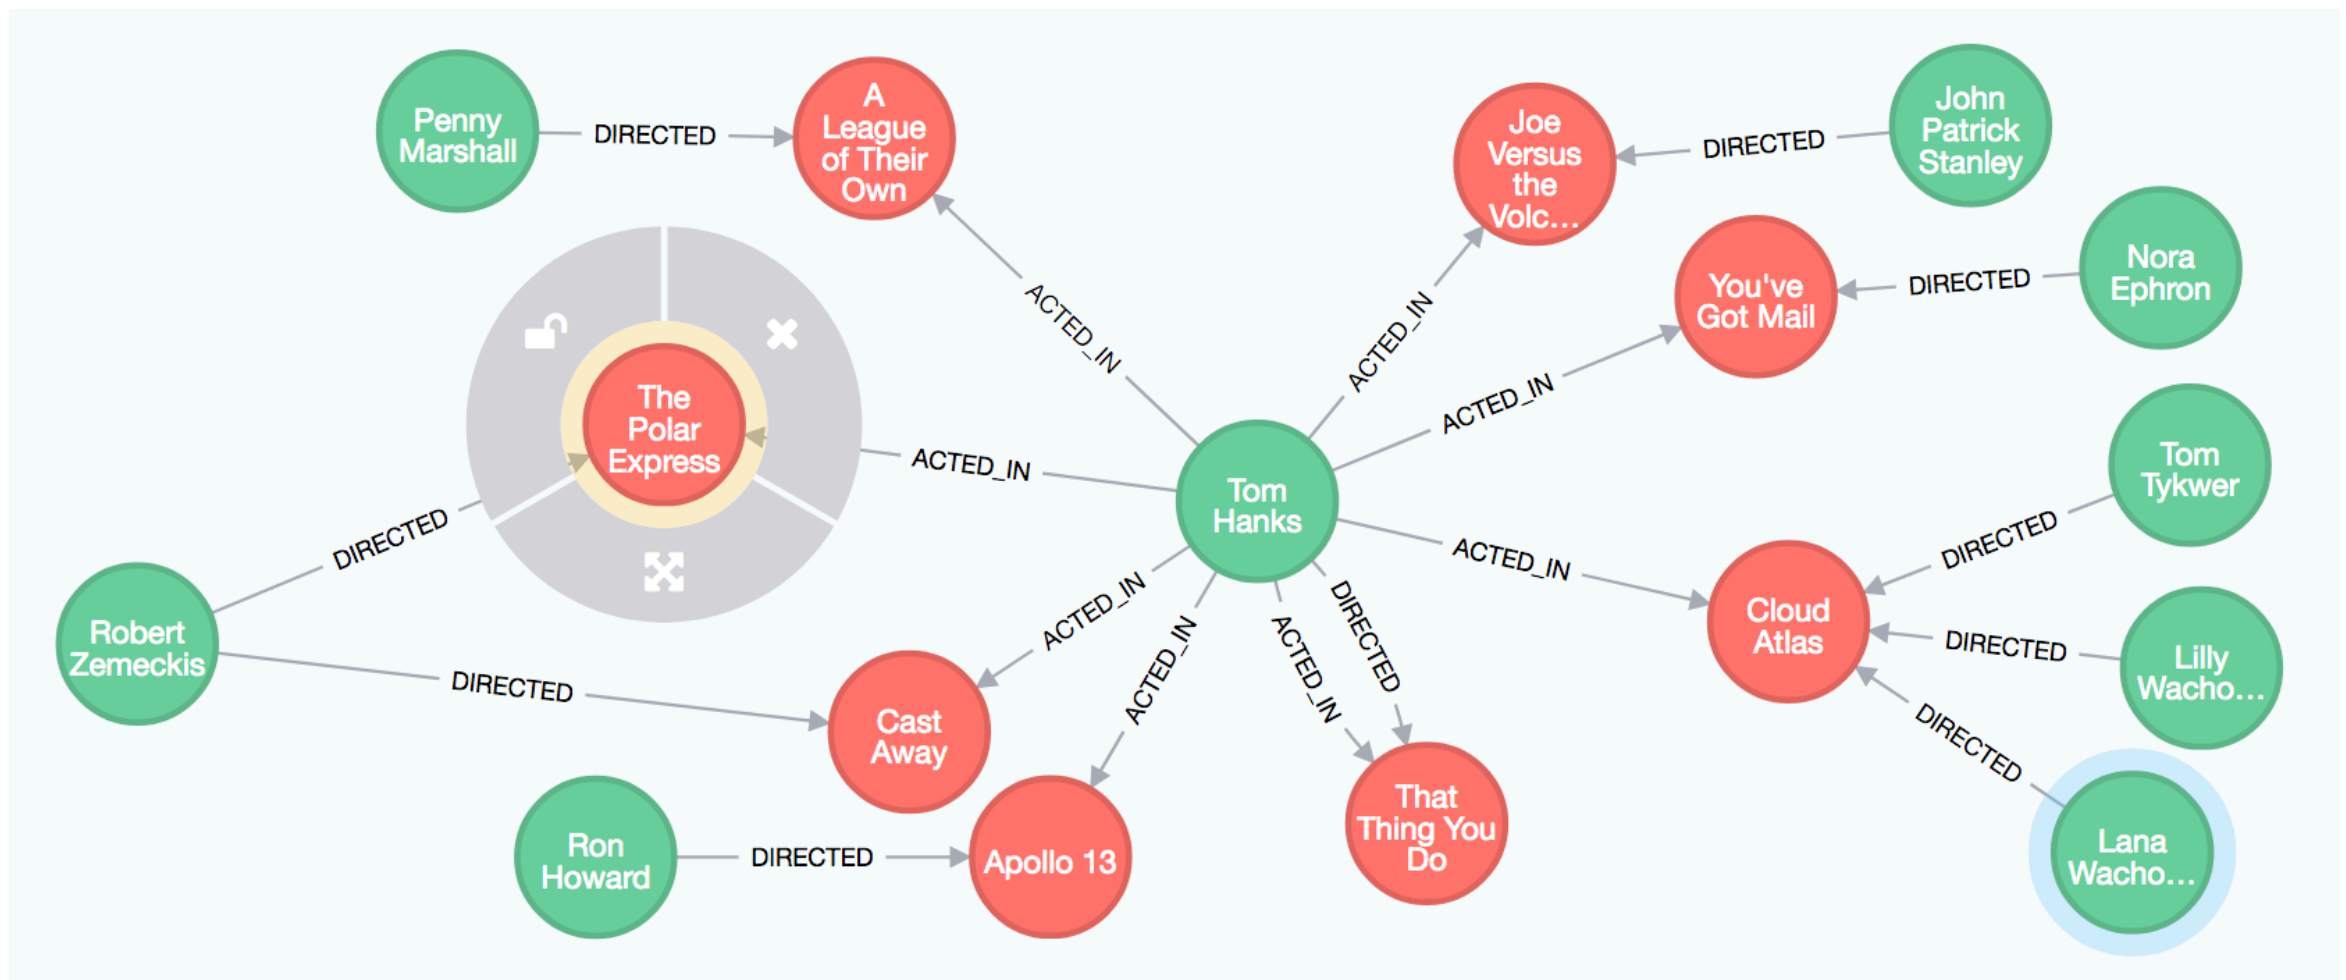 Penny
Marshall
DIRECTED
A
League
of Their
Own
Joe
Versus
the
Volc...
DIRECTED
John
Patrick
Stanley
You've
Got Mail
DIRECTED
Nora
Ephron
ACTED_IN
ACTED_IN
ACTED_IN
The
Polar
Express
ACTED_IN
Tom
Hanks
Tom
Tykwer
DIRECTED
DIRECTED
ACTED_IN
Robert
Zemeckis
DIRECTED
ACTED_IN
ACTED_IN
ACTED_IN
DIRECTED
Cloud
Atlas
DIRECTED
Lilly
Wacho...
DIRECTED
Cast
Away
Ron
Howard
DIRECTED
Apollo 13
That
Thing You
Do
Lana
Wacho...